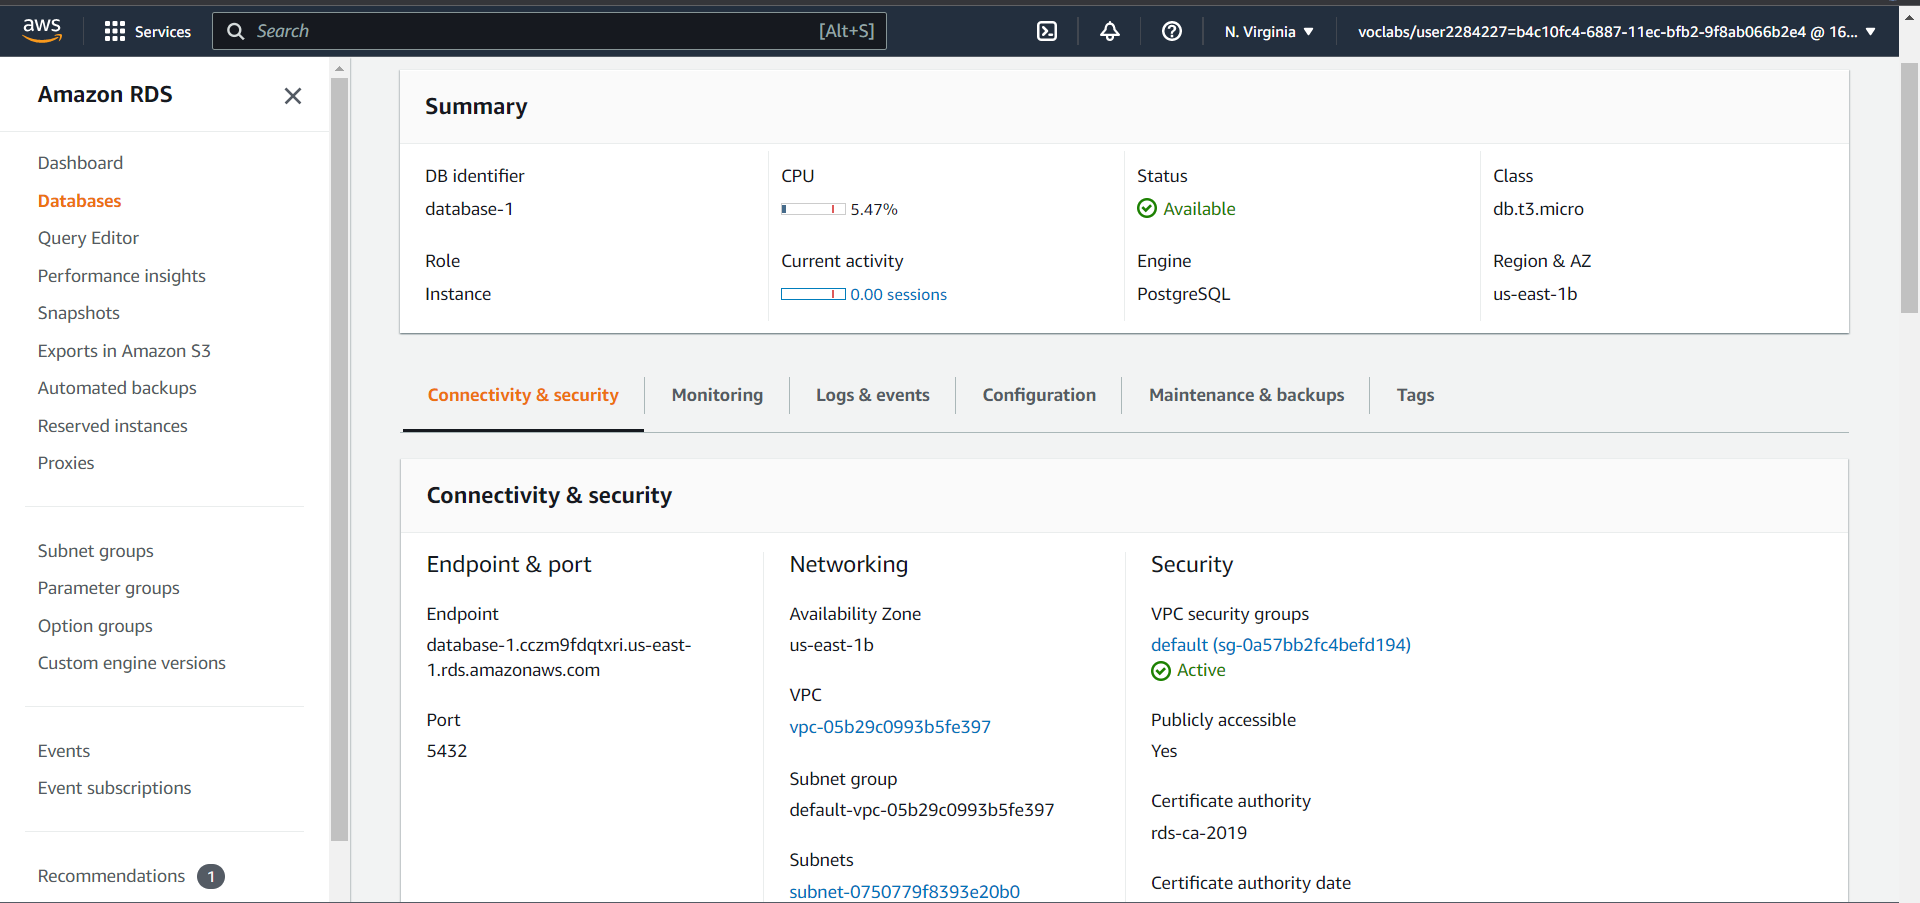 aws
Services
Search
[Alt+S]
N. Virginia
voclabs/user2284227=b4c10fc4-6887-11ec-bfb2-9f8ab066b2e4 @ 16...
Amazon RDS
Dashboard
Databases
Query Editor
Performance insights
Snapshots
Exports in Amazon S3
Automated backups
Reserved instances
Proxies
Subnet groups
Parameter groups
Option groups
Custom engine versions
Events
Event subscriptions
Recommendations 1
Summary
DB identifier
database-1
CPU
5.47%
Status
Available
Class
db.t3.micro
Role
Instance
Current activity
0.00 sessions
Engine
PostgreSQL
Region & AZ
us-east-1b
Connectivity & security
Monitoring
Logs & events
Configuration
Maintenance & backups
Tags
Connectivity & security
Endpoint & port
Endpoint
database-1.cczm9fdqtxri.us-east-
1.rds.amazonaws.com
Port
5432
Networking
Availability Zone
us-east-1b
VPC
vpc-05b29c0993b5fe397
Subnet group
default-vpc-05b29c0993b5fe397
Subnets
subnet-0750779f8393e20b0
Security
VPC security groups
default (sg-0a57bb2fc4befd194)
Active
Publicly accessible
Yes
Certificate authority
rds-ca-2019
Certificate authority date